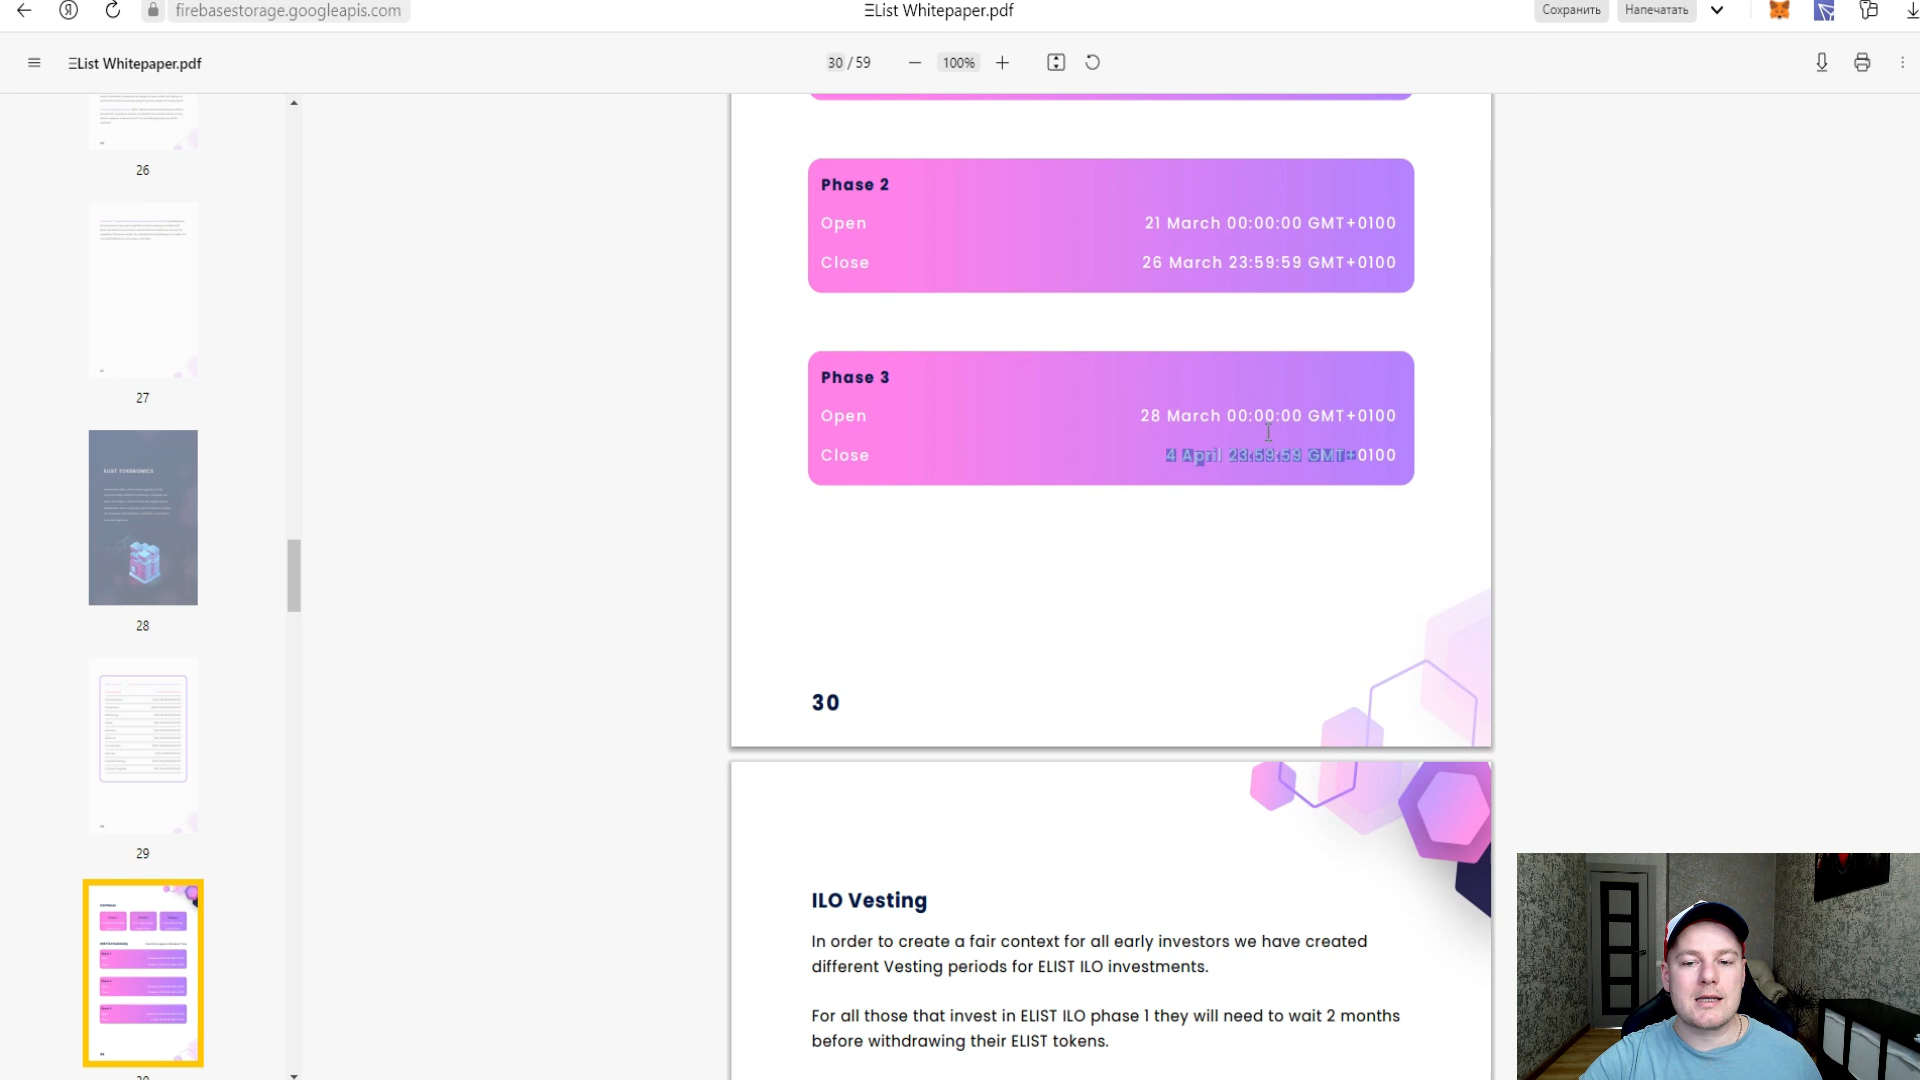 firebasestorage.googleapis.com
ΞList Whitepaper.pdf
Сохранить
Напечатать
ΞList Whitepaper.pdf
30 / 59
100%
26
27
ELIST TOKENOMICS
28
29
Phase 2
Open 21 March 00:00:00 GMT+0100
Close 26 March 23:59:59 GMT+0100
Phase 3
Open 28 March 00:00:00 GMT+0100
Close 4 April 23:59:59 GMT+0100
30
ILO Vesting
In order to create a fair context for all early investors we have created
different Vesting periods for ELIST ILO investments.
For all those that invest in ELIST ILO phase 1 they will need to wait 2 months
before withdrawing their ELIST tokens.